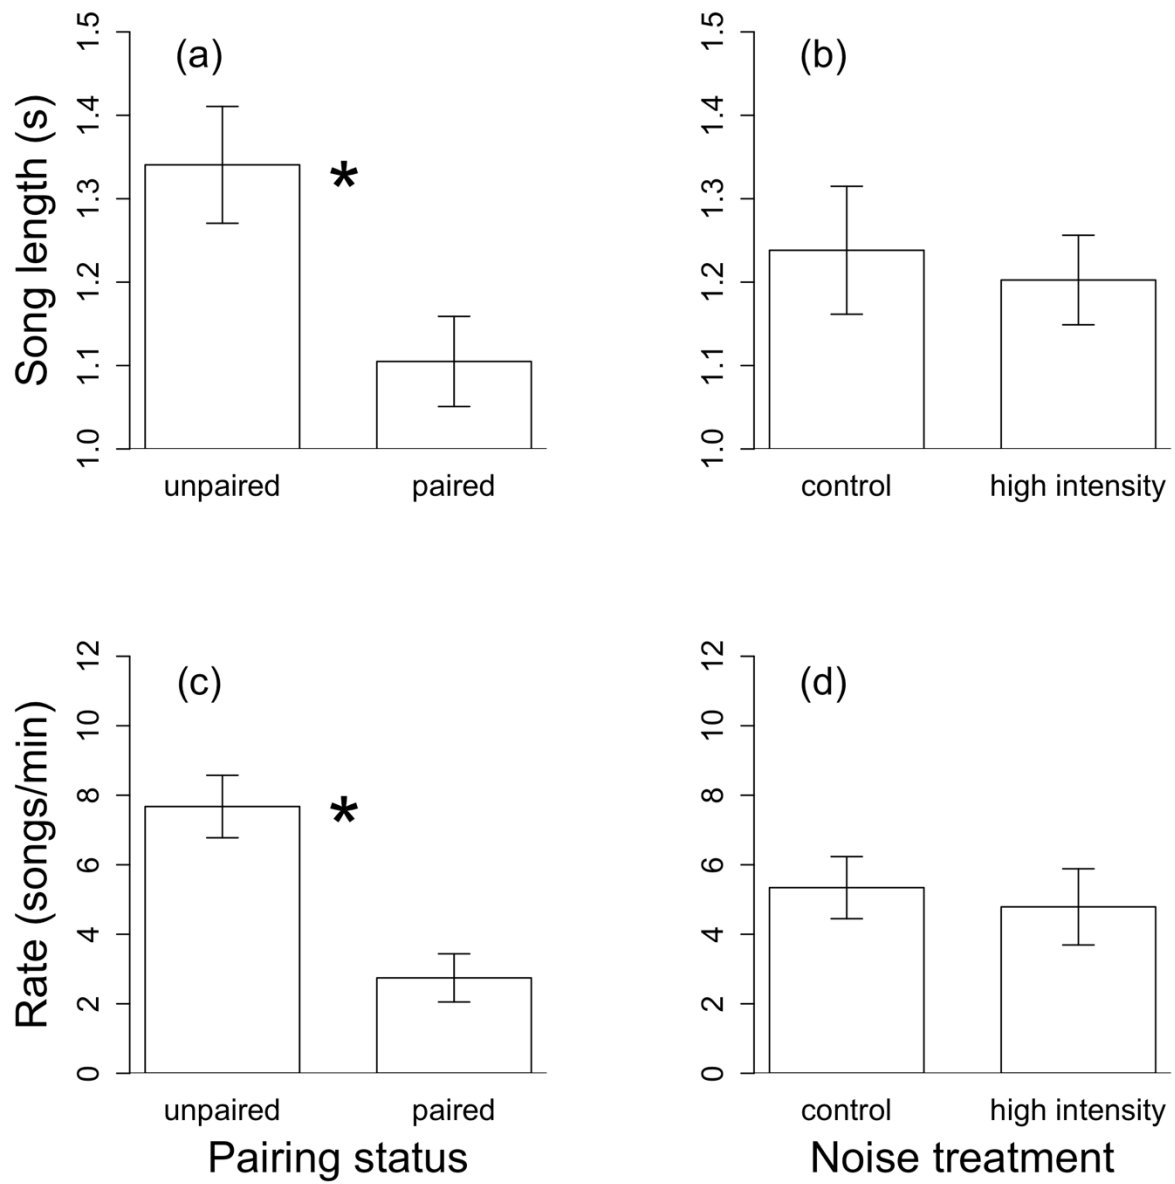 (a)
Song length (s)
1.5
1.4
1.3
1.2
1.1
1.0
*
unpaired paired
(b)
1.5
1.4
1.3
1.2
1.1
1.0
control high intensity
(c)
Rate (songs/min)
12
10
8
6
4
2
0
*
unpaired paired
Pairing status
(d)
12
10
8
6
4
2
0
control high intensity
Noise treatment